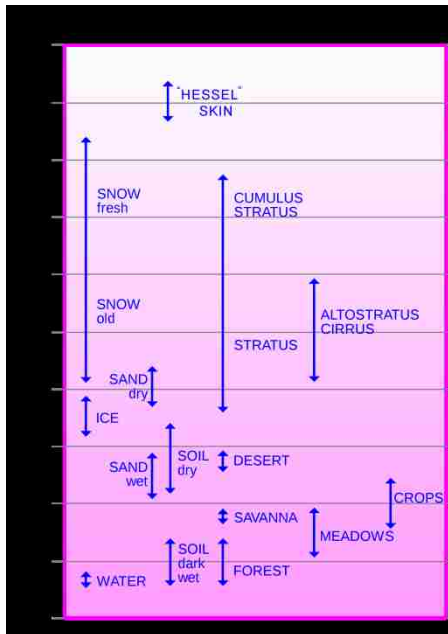 "HESSEL"
SKIN
SNOW
fresh
CUMULUS
STRATUS
SNOW
old
ALTOSTRATUS
CIRRUS
STRATUS
SAND
dry
ICE
SOIL
dry
DESERT
SAND
wet
CROPS
SAVANNA
MEADOWS
SOIL
dark
wet
FOREST
WATER